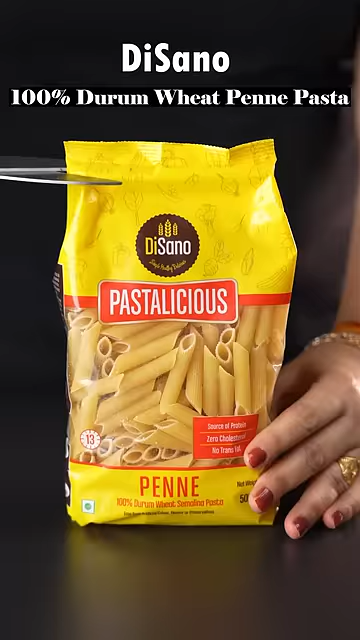 DiSano
100% Durum Wheat Penne Pasta
DiSano
PASTALICIOUS
Source of Protein
Zero Cholesterol
No Trans Fat
13
PENNE
100% Durum Wheat Semolina Pasta